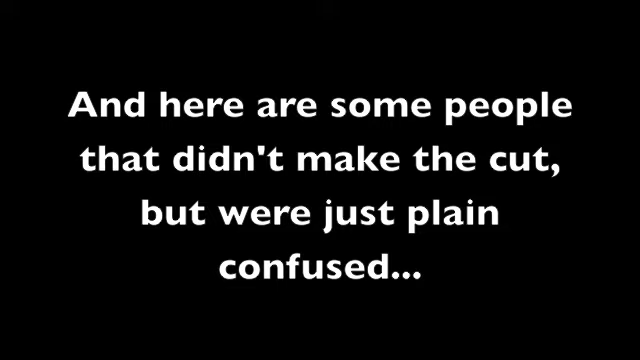 And here are some people
that didn't make the cut,
but were just plain
confused...